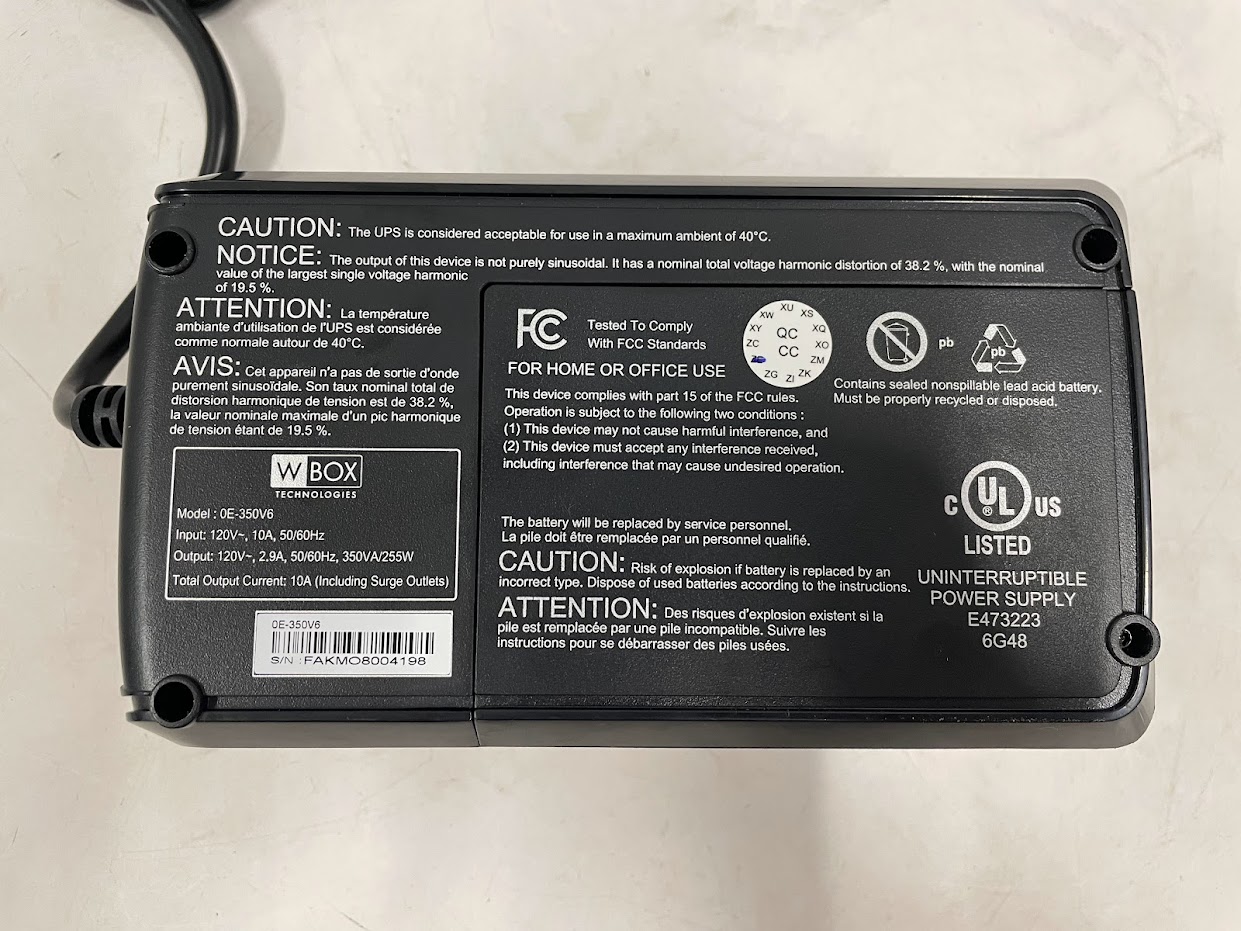 CAUTION: The UPS is considered acceptable for use in a maximum ambient of 40°C.
NOTICE: The output of this device is not purely sinusoidal. It has a nominal total voltage harmonic distortion of 38.2 %, with the nominal
value of the largest single voltage harmonic
of 19.5 %.
ATTENTION: La température
ambiante d'utilisation de l'UPS est considérée
comme normale autour de 40°C.
AVIS: Cet appareil n'a pas de sortie d'onde
purement sinusoïdale. Son taux nominal total de
distorsion harmonique de tension est de 38.2 %,
la valeur nominale maximale d'un pic harmonique
de tension étant de 19.5 %.
W BOX
TECHNOLOGIES
Model : 0E-350V6
Input: 120V~, 10A, 50/60Hz
Output: 120V~, 2.9A, 50/60Hz, 350VA/255W
Total Output Current: 10A (Including Surge Outlets)
0E-350V6
S/N : FAKMO8004198
FC
Tested To Comply
With FCC Standards
FOR HOME OR OFFICE USE
This device complies with part 15 of the FCC rules.
Operation is subject to the following two conditions :
(1) This device may not cause harmful interference, and
(2) This device must accept any interference received,
including interference that may cause undesired operation.
XU
XW XS
XY QC XQ
ZC CC XO
ZM
ZG ZI ZK
pb
pb
Contains sealed nonspillable lead acid battery.
Must be properly recycled or disposed.
The battery will be replaced by service personnel.
La pile doit être remplacée par un personnel qualifié.
CAUTION: Risk of explosion if battery is replaced by an
incorrect type. Dispose of used batteries according to the instructions.
ATTENTION: Des risques d'explosion existent si la
pile est remplacée par une pile incompatible. Suivre les
instructions pour se débarrasser des piles usées.
C UL ® US
LISTED
UNINTERRUPTIBLE
POWER SUPPLY
E473223
6G48